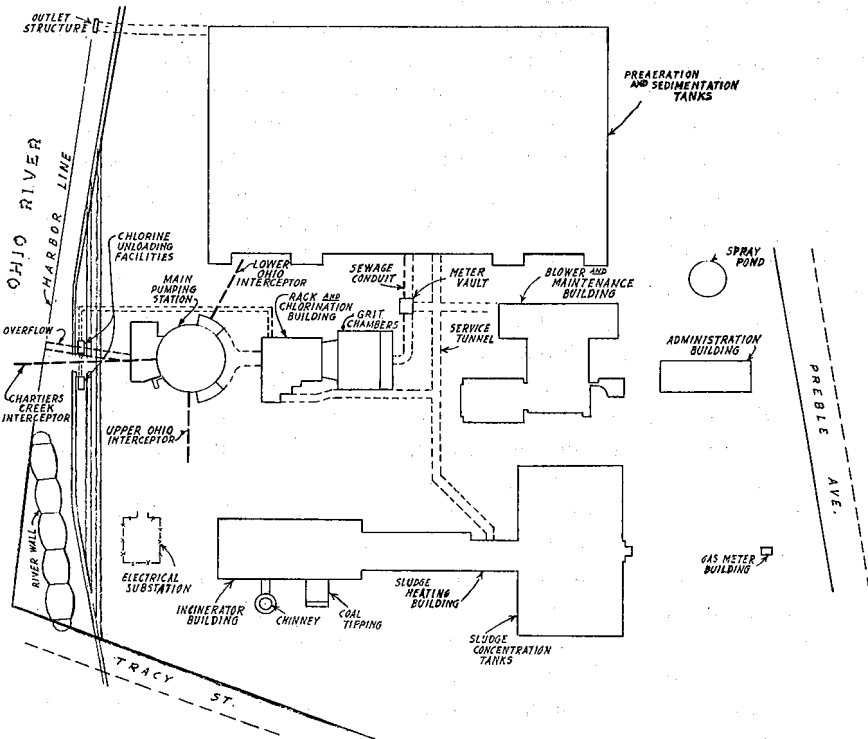 OUTLET
STRUCTURE
PREAERATION
AND SEDIMENTATION
TANKS
OHIO RIVER
HARBOR LINE
CHLORINE
UNLOADING
FACILITIES
MAIN
PUMPING
STATION
LOWER
OHIO
INTERCEPTOR
RACK AND
CHLORINATION
BUILDING
SEWAGE
CONDUIT
GRIT
CHAMBERS
METER
VAULT
BLOWER AND
MAINTENANCE
BUILDING
SPRAY
POND
OVERFLOW
SERVICE
TUNNEL
ADMINISTRATION
BUILDING
CHARTIERS
CREEK
INTERCEPTOR
UPPER OHIO
INTERCEPTOR
PREBLE AVE.
RIVER WALL
ELECTRICAL
SUBSTATION
INCINERATOR
BUILDING
CHINNEY
COAL
TIPPING
SLUDGE
HEATING
BUILDING
SLUDGE
CONCENTRATION
TANKS
GAS METER
BUILDING
TRACY ST.